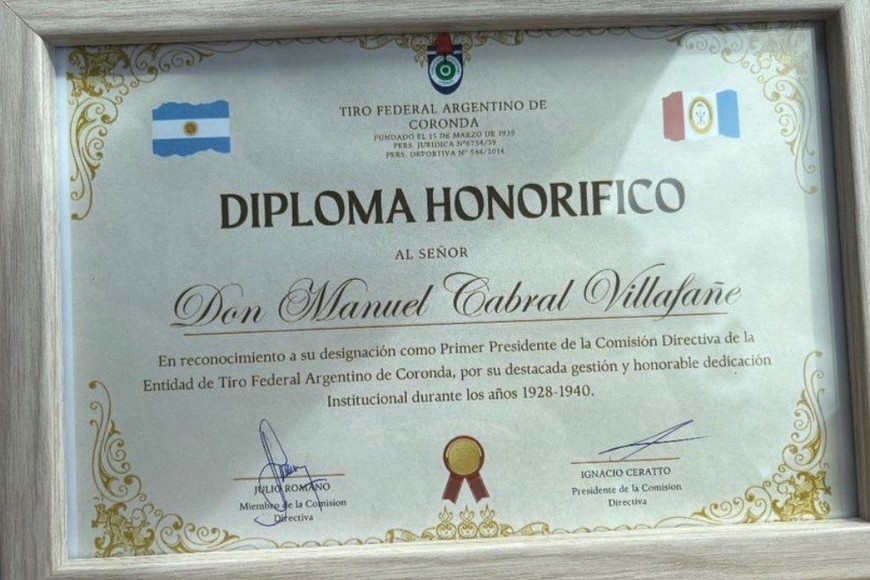 TIRO FEDERAL ARGENTINO DE
CORONDA
FUNDADO EL 15 DE MARZO DE 1939
PERS. JURIDICA N°6754/39
PERS. DEPORTIVA N° 546/2014
DIPLOMA HONORIFICO
AL SEÑOR
Don Manuel Cabral Villafañe
En reconocimiento a su designación como Primer Presidente de la Comisión Directiva de la
Entidad de Tiro Federal Argentino de Coronda, por su destacada gestión y honorable dedicación
Institucional durante los años 1928-1940.
JULIO ROMANO
Miembro de la Comision
Directiva
IGNACIO CERATTO
Presidente de la Comision
Directiva